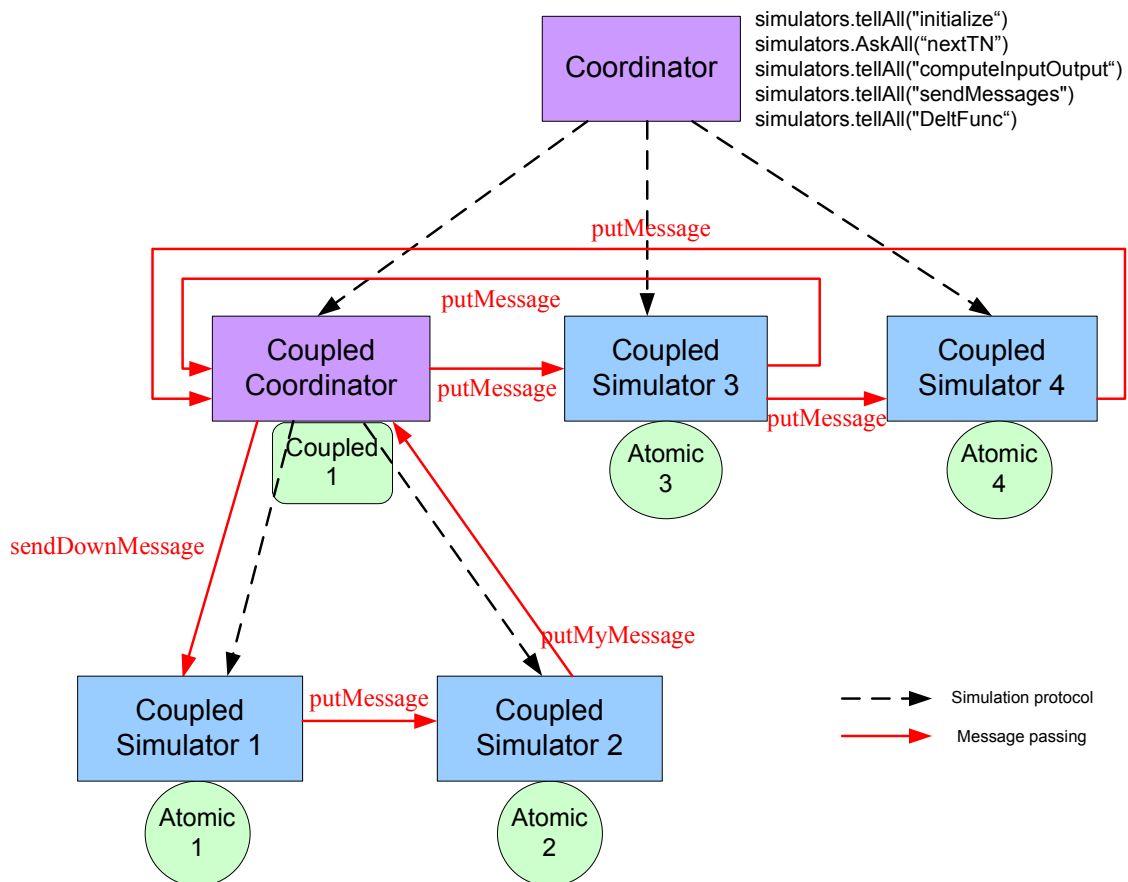 simulators.tellAll("initialize“)
simulators.AskAll(“nextTN”)
simulators.tellAll("computeInputOutput“)
simulators.tellAll("sendMessages")
simulators.tellAll("DeltFunc“)
Coordinator
putMessage
putMessage
Coupled
Coordinator
putMessage
Coupled
Simulator 3
putMessage
Coupled
Simulator 4
Coupled
1
Atomic
3
Atomic
4
sendDownMessage
putMyMessage
Coupled
Simulator 1
putMessage
Coupled
Simulator 2
Simulation protocol
Message passing
Atomic
1
Atomic
2